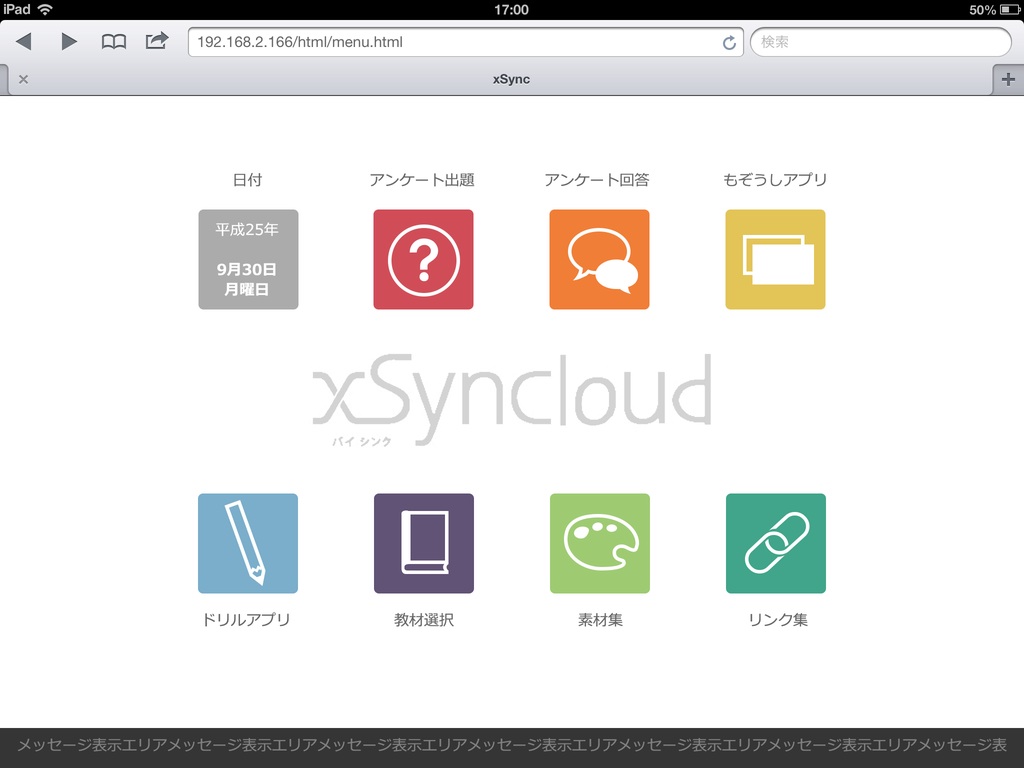 iPad 17:00 50%
192.168.2.166/html/menu.html 検索
xSync
日付 アンケート出題 アンケート回答 もぞうしアプリ
平成25年
9月30日
月曜日
xSyncloud
バイ シンク
ドリルアプリ 教材選択 素材集 リンク集
メッセージ表示エリアメッセージ表示エリアメッセージ表示エリアメッセージ表示エリアメッセージ表示エリアメッセージ表示エリアメッセージ表